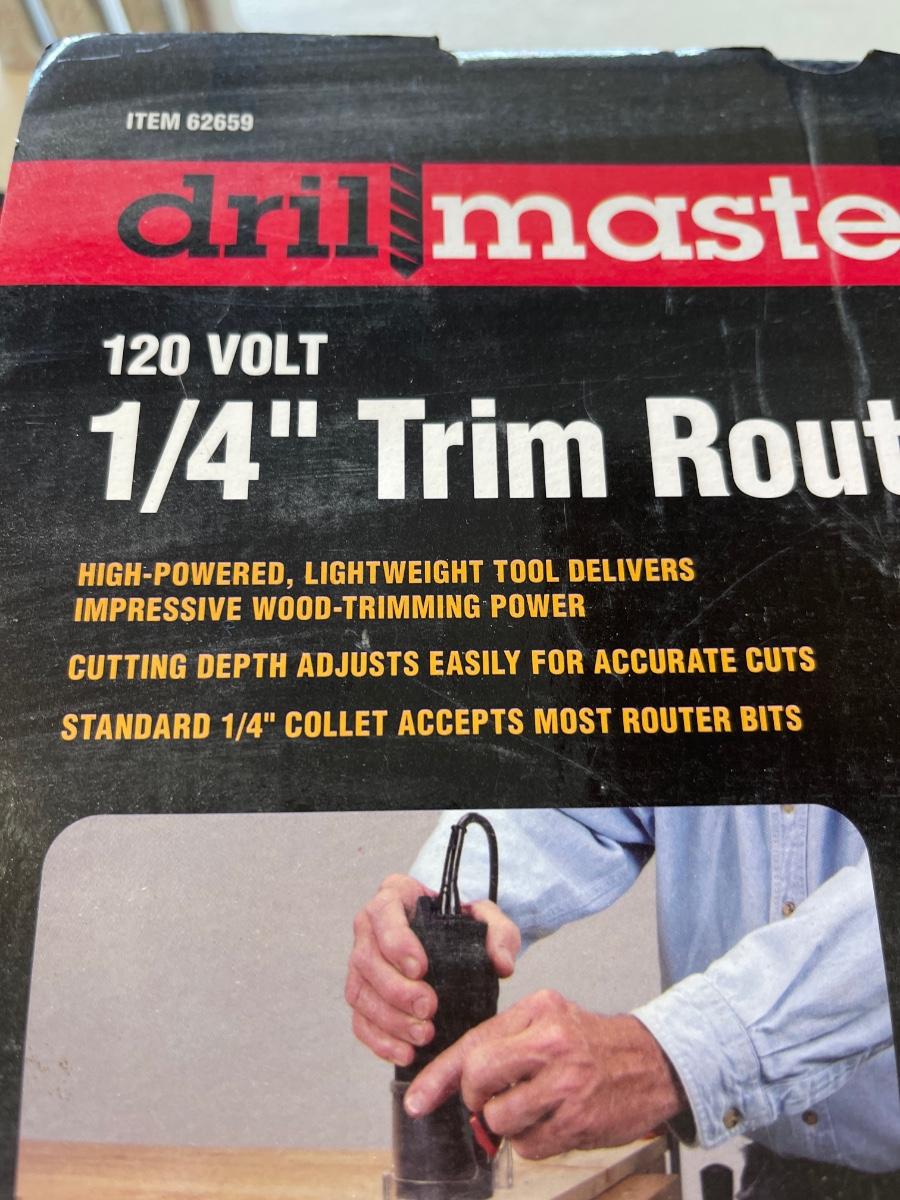 ITEM 62659
drill maste
120 VOLT
1/4" Trim Rout
HIGH-POWERED, LIGHTWEIGHT TOOL DELIVERS
IMPRESSIVE WOOD-TRIMMING POWER
CUTTING DEPTH ADJUSTS EASILY FOR ACCURATE CUTS
STANDARD 1/4" COLLET ACCEPTS MOST ROUTER BITS